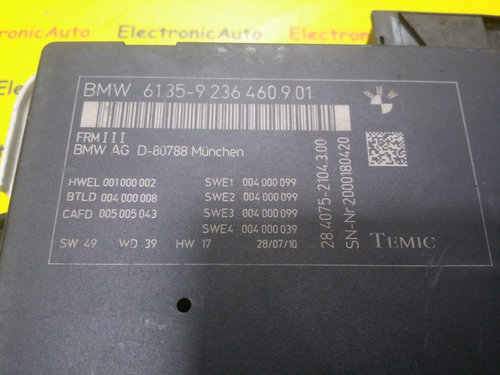 ElectronicAuto ElectronicAuto ElectronicAuto
BMW 61.35-9 236 460.9.01
BMW
FRMIII
BMW AG D-80788 München
HWEL 001 000 002
BTLD 004 000 008
CAFD 005 005 043
SWE1 004 000 099
SWE2 004 000 099
SWE3 004 000 099
SWE4 004 000 039
SW 49 WD 39 HW 17 28/07/10
28.4075-2104.3.00
SN-Nr.2000180420
TEMIC